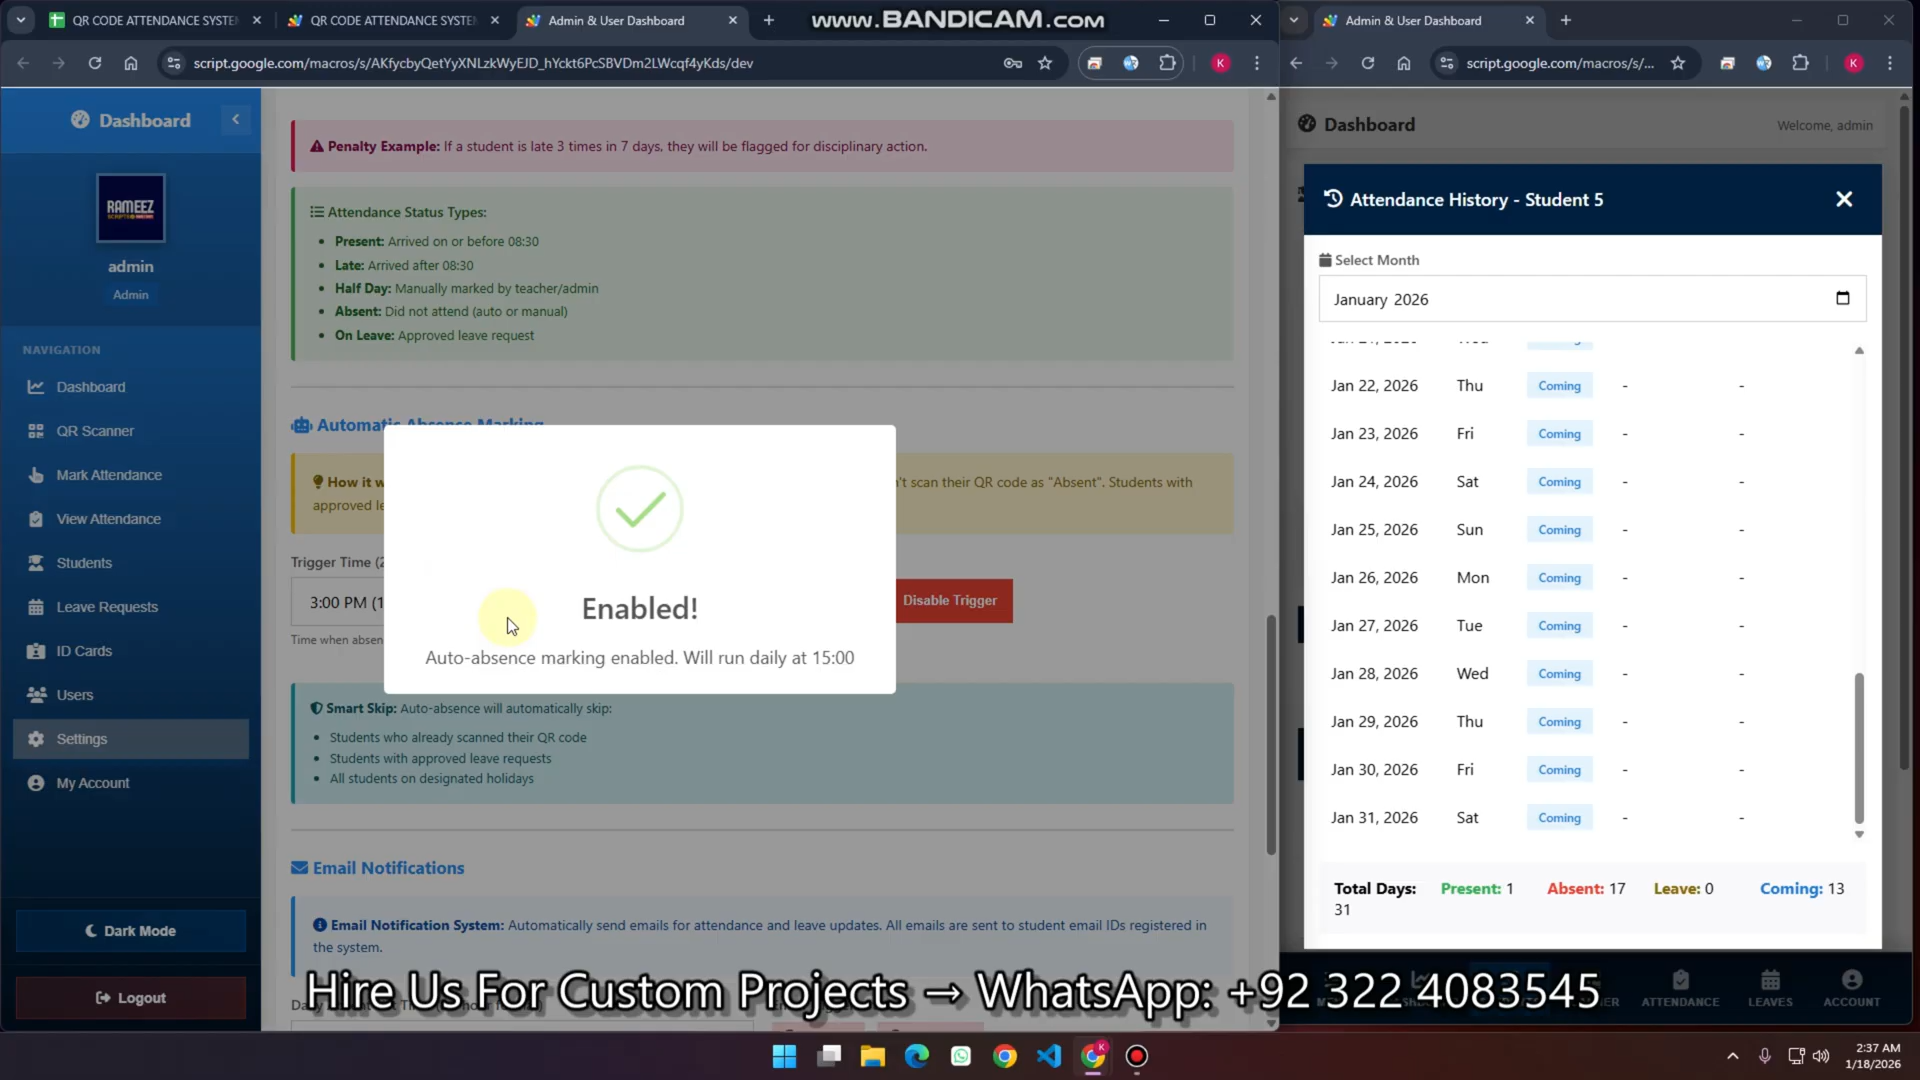 QR CODE ATTENDANCE SYSTEM
QR CODE ATTENDANCE SYSTEM
Admin & User Dashboard
www.BANDICAM.com
Admin & User Dashboard
script.google.com/macros/s/AKfycbyQetYyXNLzkWyEJD_hYckt6PcSBVDm2LWcqf4yKds/dev
K
script.google.com/macros/s/...
K
Dashboard
RAMEEZ
SCRIPTS
admin
Admin
NAVIGATION
Dashboard
QR Scanner
Mark Attendance
View Attendance
Students
Leave Requests
ID Cards
Users
Settings
My Account
Dark Mode
Logout
Penalty Example: If a student is late 3 times in 7 days, they will be flagged for disciplinary action.
Attendance Status Types:
• Present: Arrived on or before 08:30
• Late: Arrived after 08:30
• Half Day: Manually marked by teacher/admin
• Absent: Did not attend (auto or manual)
• On Leave: Approved leave request
Automatic Absence Marking
How it w
n't scan their QR code as "Absent". Students with
approved le
Trigger Time (2
3:00 PM (1
Disable Trigger
Time when absen
Enabled!
Auto-absence marking enabled. Will run daily at 15:00
Smart Skip: Auto-absence will automatically skip:
• Students who already scanned their QR code
• Students with approved leave requests
• All students on designated holidays
Email Notifications
Email Notification System: Automatically send emails for attendance and leave updates. All emails are sent to student email IDs registered in
the system.
Dashboard
Welcome, admin
Attendance History - Student 5
Select Month
January 2026
Jan 22, 2026 Thu Coming - -
Jan 23, 2026 Fri Coming - -
Jan 24, 2026 Sat Coming - -
Jan 25, 2026 Sun Coming - -
Jan 26, 2026 Mon Coming - -
Jan 27, 2026 Tue Coming - -
Jan 28, 2026 Wed Coming - -
Jan 29, 2026 Thu Coming - -
Jan 30, 2026 Fri Coming - -
Jan 31, 2026 Sat Coming - -
Total Days: Present: 1 Absent: 17 Leave: 0 Coming: 13
31
Hire Us For Custom Projects → WhatsApp: +92 322 4083545
ATTENDANCE
LEAVES
ACCOUNT
K
2:37 AM
1/18/2026